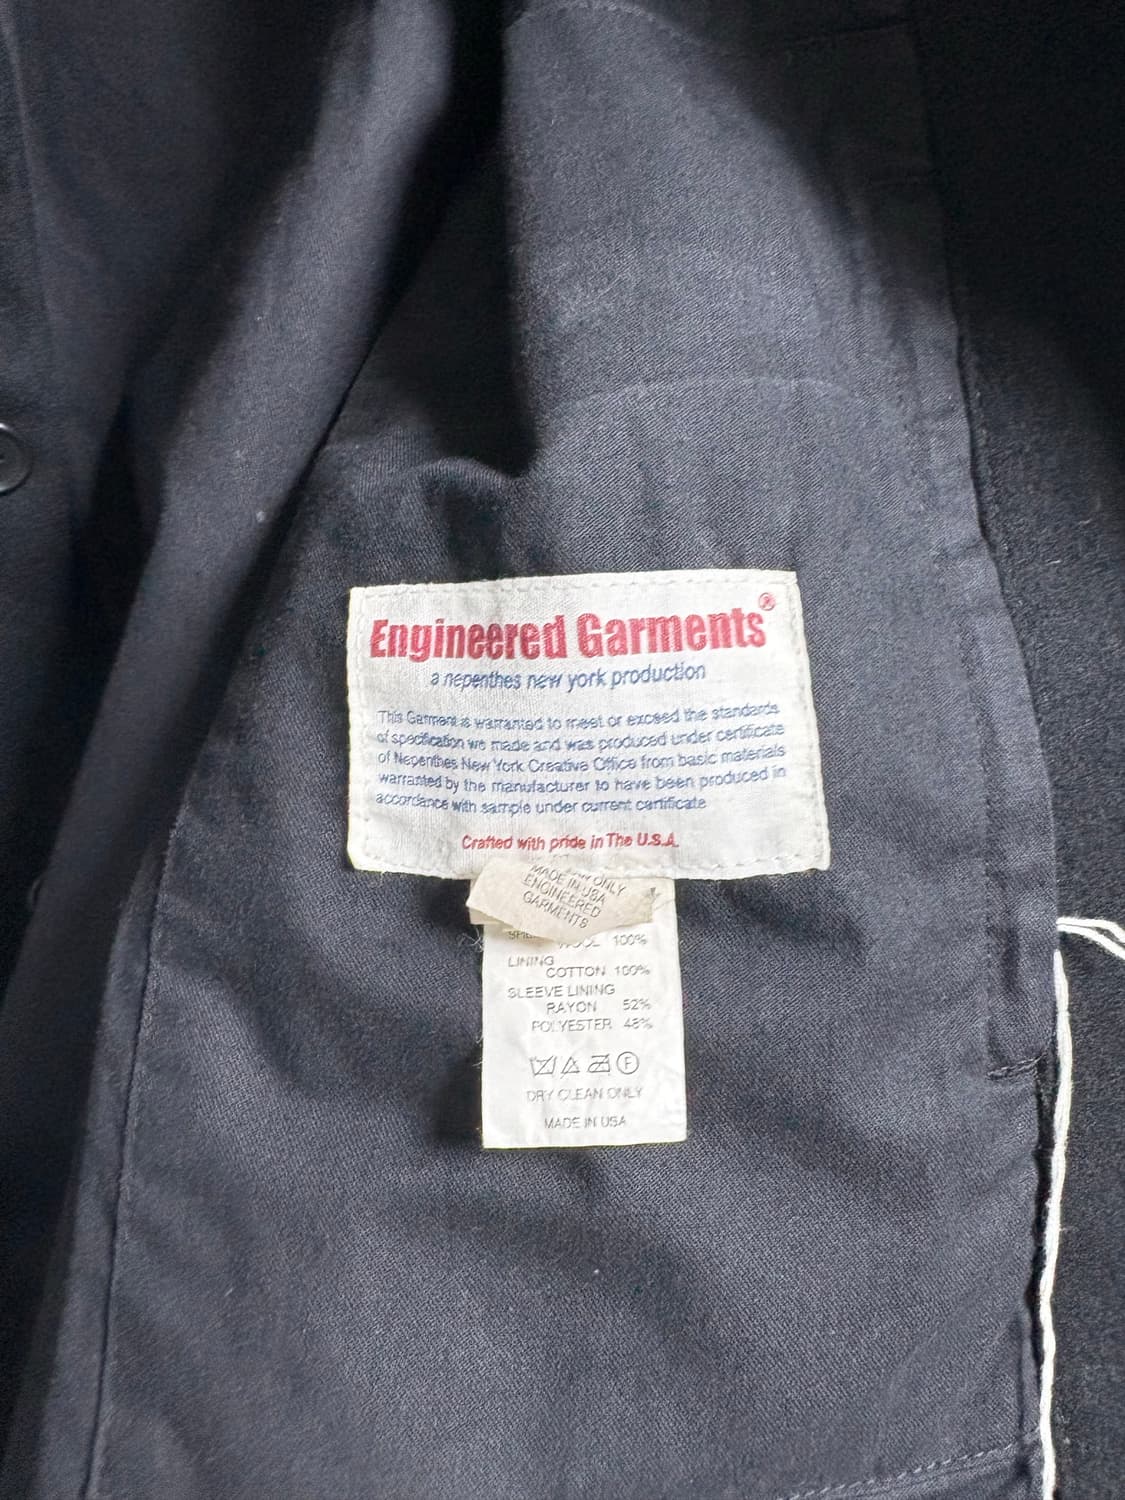 Engineered Garments®
a nepenthes new york production
This Garment is warranted to meet or exceed the standards
of specification we made and was produced under certificate
of Nepenthes New York Creative Office from basic materials
warranted by the manufacturer to have been produced in
accordance with sample under current certificate
Crafted with pride in The U.S.A.
ONLY
MADE IN USA
ENGINEERED
GARMENTS
WOOL 100%
LINING
COTTON 100%
SLEEVE LINING
RAYON 52%
POLYESTER 48%
F
DRY CLEAN ONLY
MADE IN USA